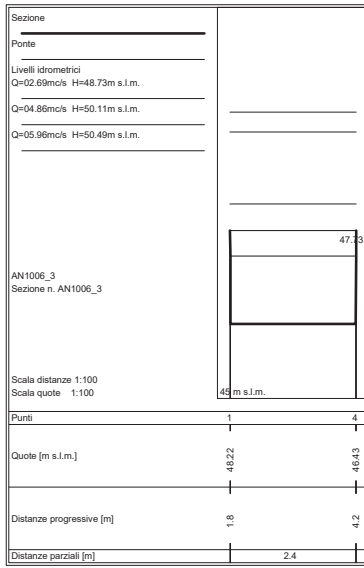 Sezione
Ponte
Livelli idrometrici
Q=02.69mc/s H=48.73m s.l.m.
Q=04.86mc/s H=50.11m s.l.m.
Q=05.96mc/s H=50.49m s.l.m.
47.73
AN1006_3
Sezione n. AN1006_3
Scala distanze 1:100
Scala quote 1:100
45 m s.l.m.
Punti 1 4
Quote [m s.l.m.] 48.22 46.43
Distanze progressive [m] 1.8 4.2
Distanze parziali [m] 2.4